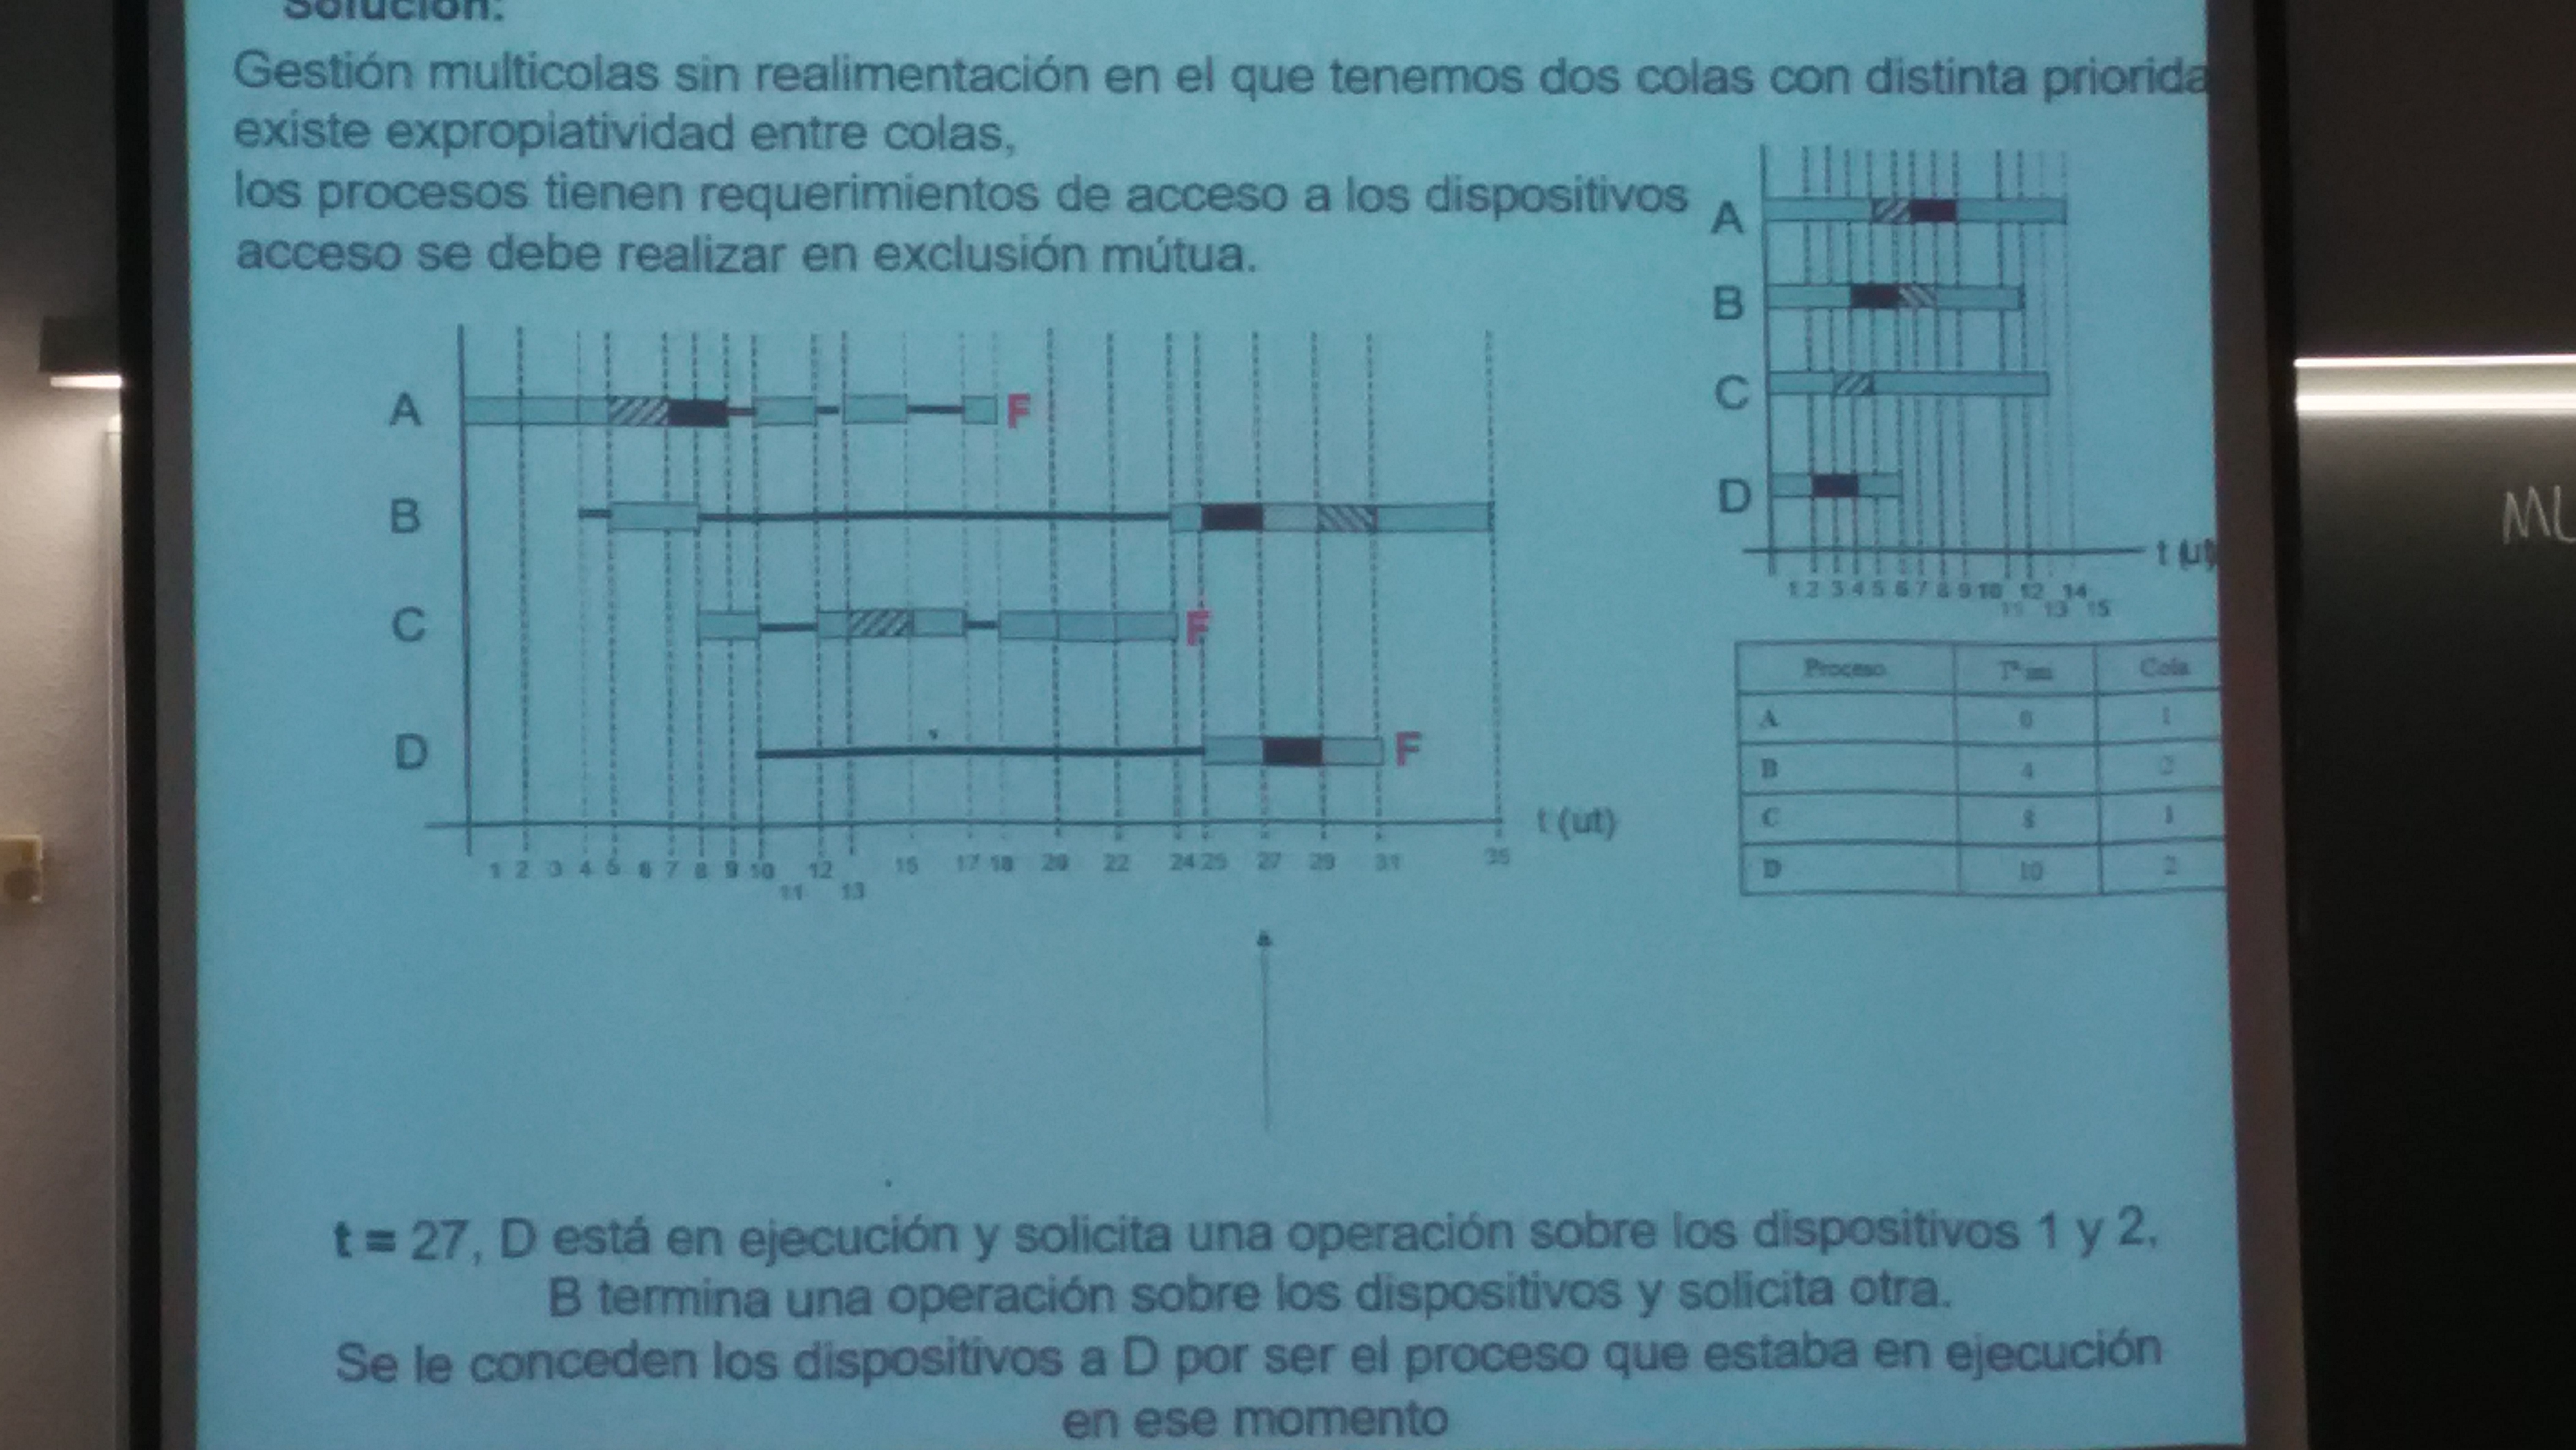 Solución:
Gestión multicolas sin realimentación en el que tenemos dos colas con distinta priorida
existe expropiatividad entre colas,
los procesos tienen requerimientos de acceso a los dispositivos
acceso se debe realizar en exclusión mútua.
A
B
C
D
F
F
F
t (ut)
1 2 3 4 5 6 7 8 9 10 11 12 13 15 17 18 20 22 24 25 27 29 31 35
A
B
C
D
t (ut)
1 2 3 4 5 6 7 8 9 10 11 12 13 14 15
Proceso Cola
A 0 1
B 4 2
C 8 1
D 10 2
MU
t = 27, D está en ejecución y solicita una operación sobre los dispositivos 1 y 2,
B termina una operación sobre los dispositivos y solicita otra.
Se le conceden los dispositivos a D por ser el proceso que estaba en ejecución
en ese momento